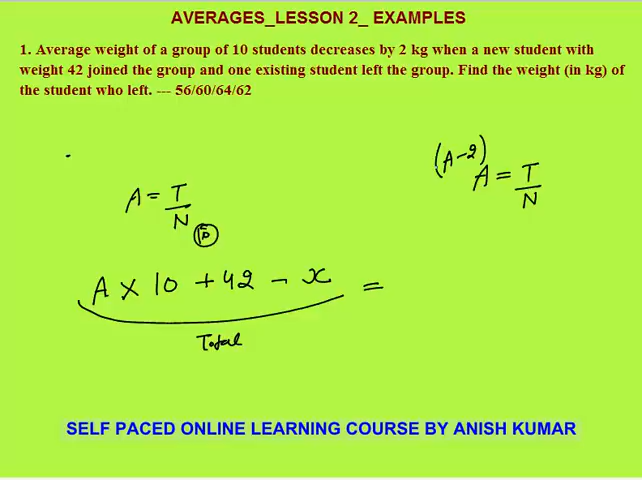 AVERAGES_LESSON 2_ EXAMPLES
1. Average weight of a group of 10 students decreases by 2 kg when a new student with
weight 42 joined the group and one existing student left the group. Find the weight (in kg) of
the student who left. --- 56/60/64/62
(A-2)
A = T/N
A = T/N
A × 10 + 42 - x =
Total
SELF PACED ONLINE LEARNING COURSE BY ANISH KUMAR